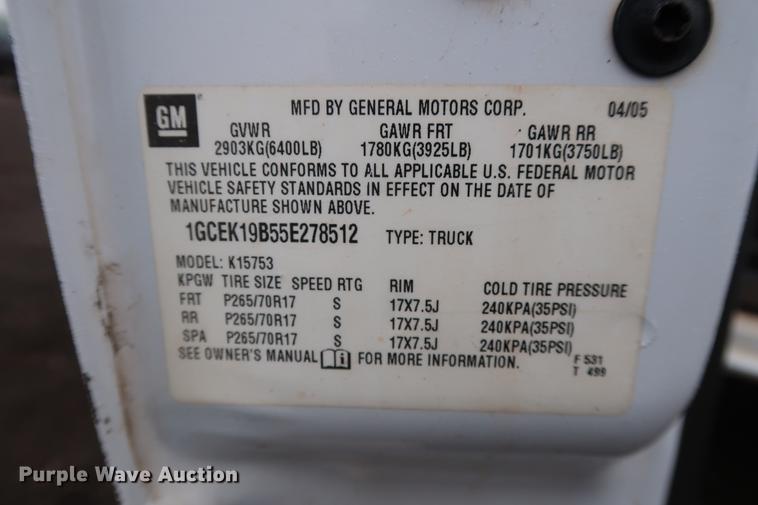 GM
MFD BY GENERAL MOTORS CORP. 04/05
GVWR GAWR FRT GAWR RR
2903KG(6400LB) 1780KG(3925LB) 1701KG(3750LB)
THIS VEHICLE CONFORMS TO ALL APPLICABLE U.S. FEDERAL MOTOR
VEHICLE SAFETY STANDARDS IN EFFECT ON THE DATE OF
MANUFACTURE SHOWN ABOVE.
1GCEK19B55E278512 TYPE: TRUCK
MODEL: K15753
KPGW TIRE SIZE SPEED RTG RIM COLD TIRE PRESSURE
FRT P265/70R17 S 17X7.5J 240KPA(35PSI)
RR P265/70R17 S 17X7.5J 240KPA(35PSI)
SPA P265/70R17 S 17X7.5J 240KPA(35PSI)
SEE OWNER'S MANUAL FOR MORE INFORMATION.
F 531
T 499
Purple Wave Auction